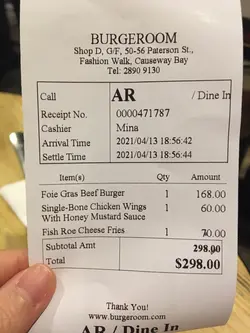 BURGEROOM
Shop D, G/F, 50-56 Paterson St.,
Fashion Walk, Causeway Bay
Tel: 2890 9130
Call AR / Dine In
Receipt No. 0000471787
Cashier Mina
Arrival Time 2021/04/13 18:56:42
Settle Time 2021/04/13 18:56:44
Item(s) Qty Amount
Foie Gras Beef Burger 1 168.00
Single-Bone Chicken Wings 1 60.00
With Honey Mustard Sauce
Fish Roe Cheese Fries 1 70.00
Subtotal Amt 298.00
Total $298.00
Thank You!
www.burgeroom.com
AR / Dine In